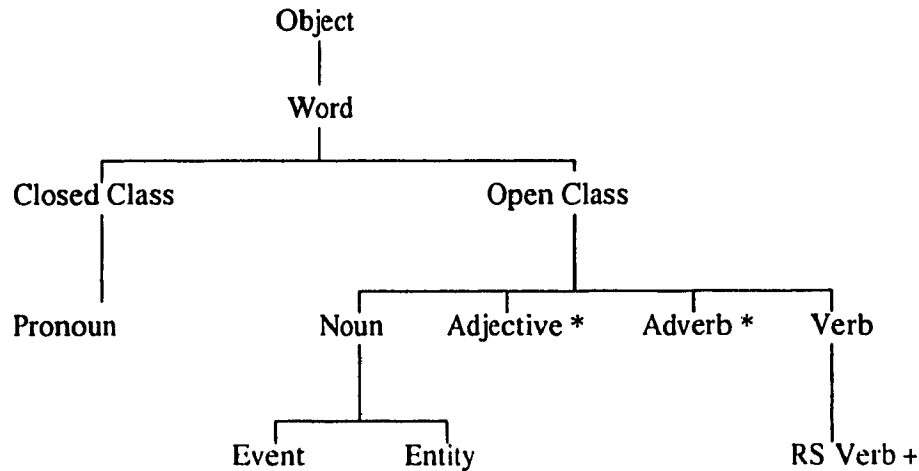 Object
Word
Closed Class Open Class
Pronoun Noun Adjective * Adverb * Verb
Event Entity RS Verb +